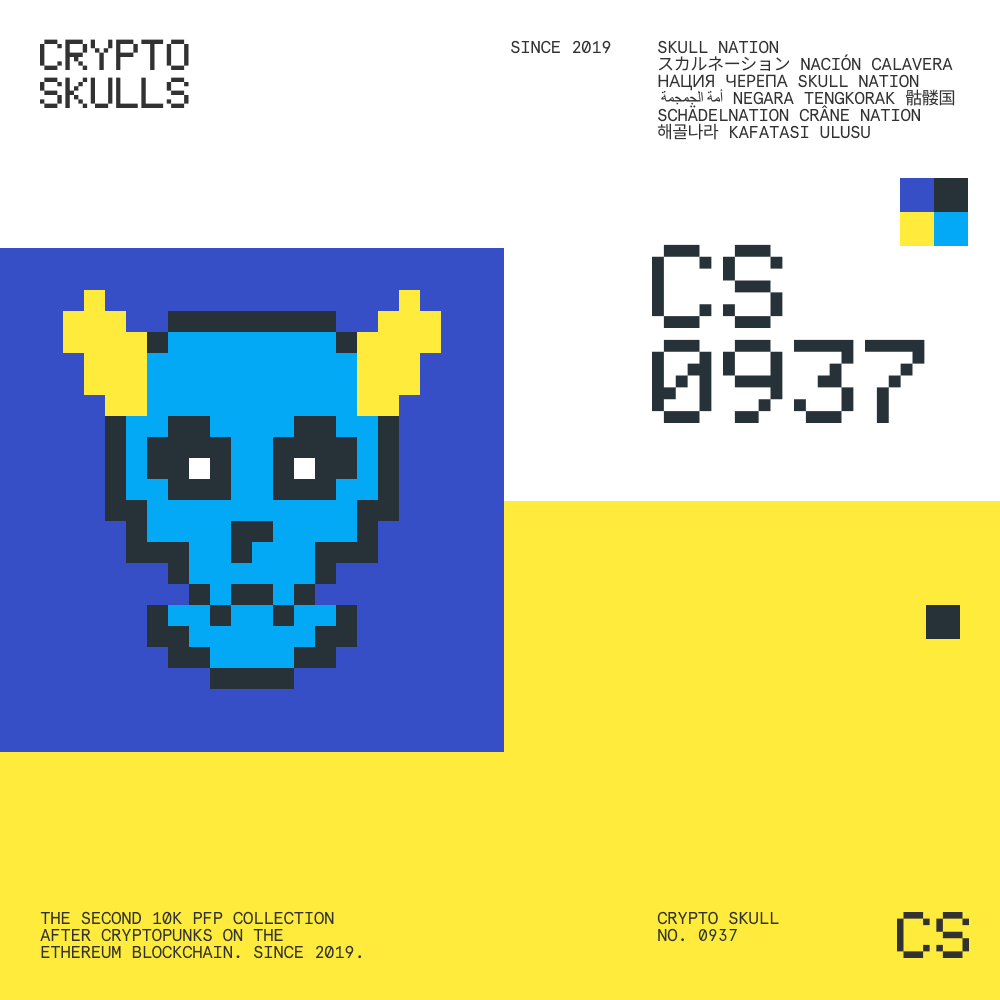 CRYPTO
SKULLS
SINCE 2019
SKULL NATION
スカルネーション NACIÓN CALAVERA
НАЦИЯ ЧЕРЕПА SKULL NATION
أمة الجمجمة NEGARA TENGKORAK 骷髅国
SCHÄDELNATION CRÂNE NATION
해골나라 KAFATASI ULUSU
CS
0937
THE SECOND 10K PFP COLLECTION
AFTER CRYPTOPUNKS ON THE
ETHEREUM BLOCKCHAIN. SINCE 2019.
CRYPTO SKULL
NO. 0937
CS